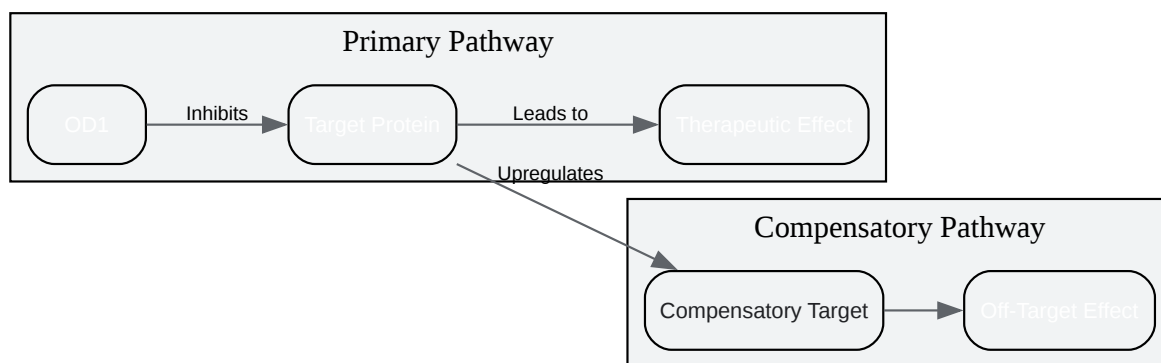 Primary Pathway
OD1
Inhibits
Target Protein
Leads to
Therapeutic Effect
Upregulates
Compensatory Pathway
Compensatory Target
Off-Target Effect